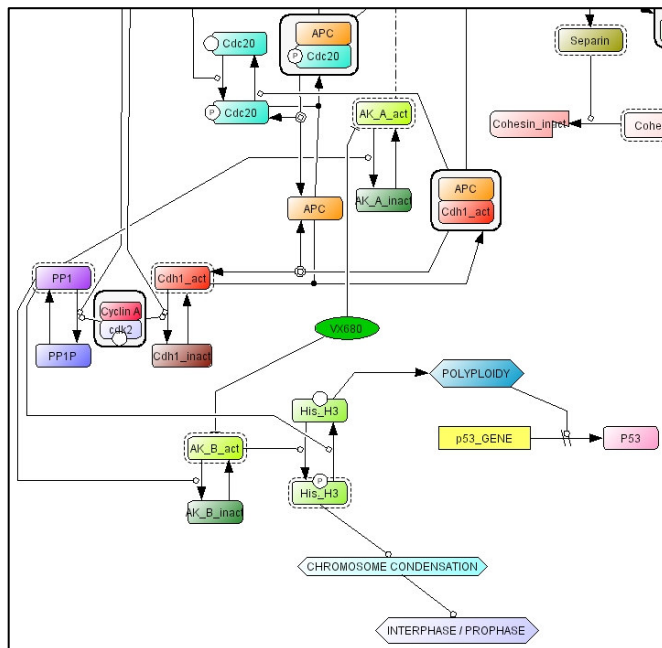 APC
Cdc20
P
Cdc20
Separin
P
Cdc20
AK_A_act
Cohesin_inact
Cohe
APC
Cdh1_act
AK_A_inact
APC
PP1
Cdh1_act
Cyclin A
cdk2
VX680
PP1P
Cdh1_inact
POLYPLOIDY
His_H3
p53_GENE
P53
AK_B_act
P
His_H3
AK_B_inact
CHROMOSOME CONDENSATION
INTERPHASE / PROPHASE